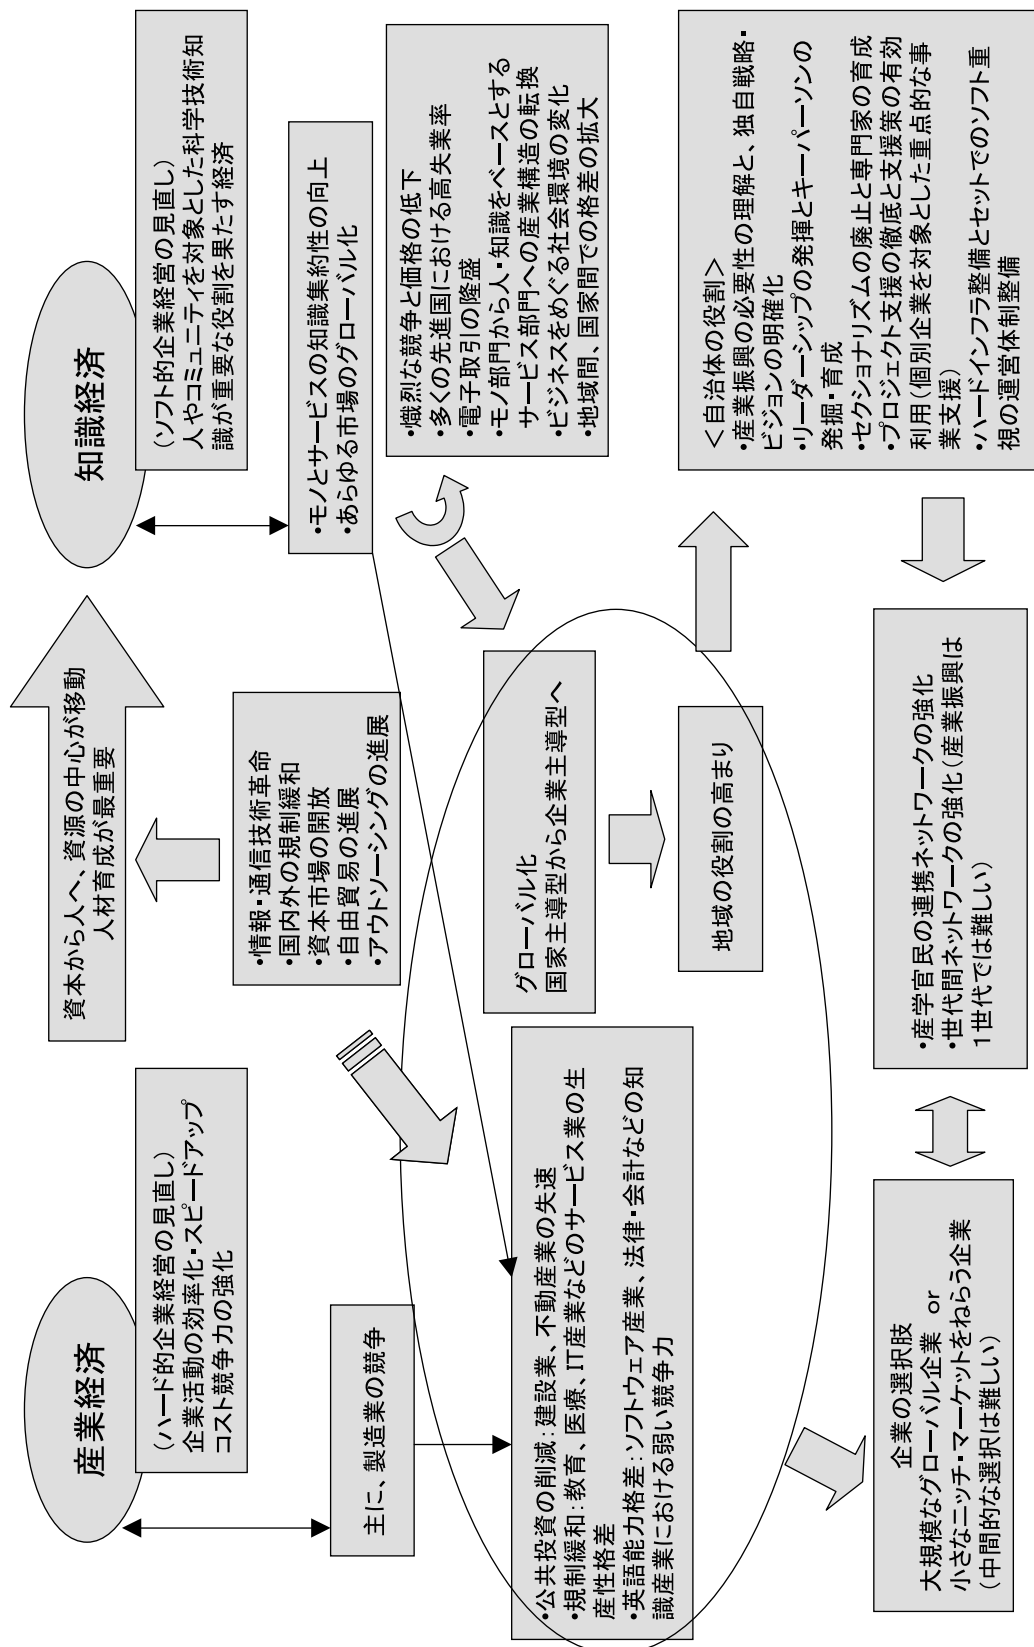 産業経済
(ハード的企業経営の見直し)
企業活動の効率化・スピードアップ
コスト競争力の強化
資本から人へ、資源の中心が移動
人材育成が最重要
知識経済
(ソフト的企業経営の見直し)
人やコミュニティを対象とした科学技術知
識が重要な役割を果たす経済
主に、製造業の競争
・情報・通信技術革命
・国内外の規制緩和
・資本市場の開放
・自由貿易の進展
・アウトソーシングの進展
・モノとサービスの知識集約性の向上
・あらゆる市場のグローバル化
・熾烈な競争と価格の低下
・多くの先進国における高失業率
・電子取引の隆盛
・モノ部門から人・知識をベースとする
サービス部門への産業構造の転換
・ビジネスをめぐる社会環境の変化
・地域間、国家間での格差の拡大
・公共投資の削減:建設業、不動産業の失速
・規制緩和:教育、医療、IT産業などのサービス業の生
産性格差
・英語能力格差:ソフトウェア産業、法律・会計などの知
識産業における弱い競争力
グローバル化
国家主導型から企業主導型へ
地域の役割の高まり
<自治体の役割>
・産業振興の必要性の理解と、独自戦略・
ビジョンの明確化
・リーダーシップの発揮とキーパーソンの
発掘・育成
・セクショナリズムの廃止と専門家の育成
・プロジェクト支援の徹底と支援策の有効
利用(個別企業を対象とした重点的な事
業支援)
・ハードインフラ整備とセットでのソフト重
視の運営体制整備
企業の選択肢
大規模なグローバル企業 or
小さなニッチ・マーケットをねらう企業
(中間的な選択は難しい)
・産学官民の連携ネットワークの強化
・世代間ネットワークの強化(産業振興は
1世代では難しい)